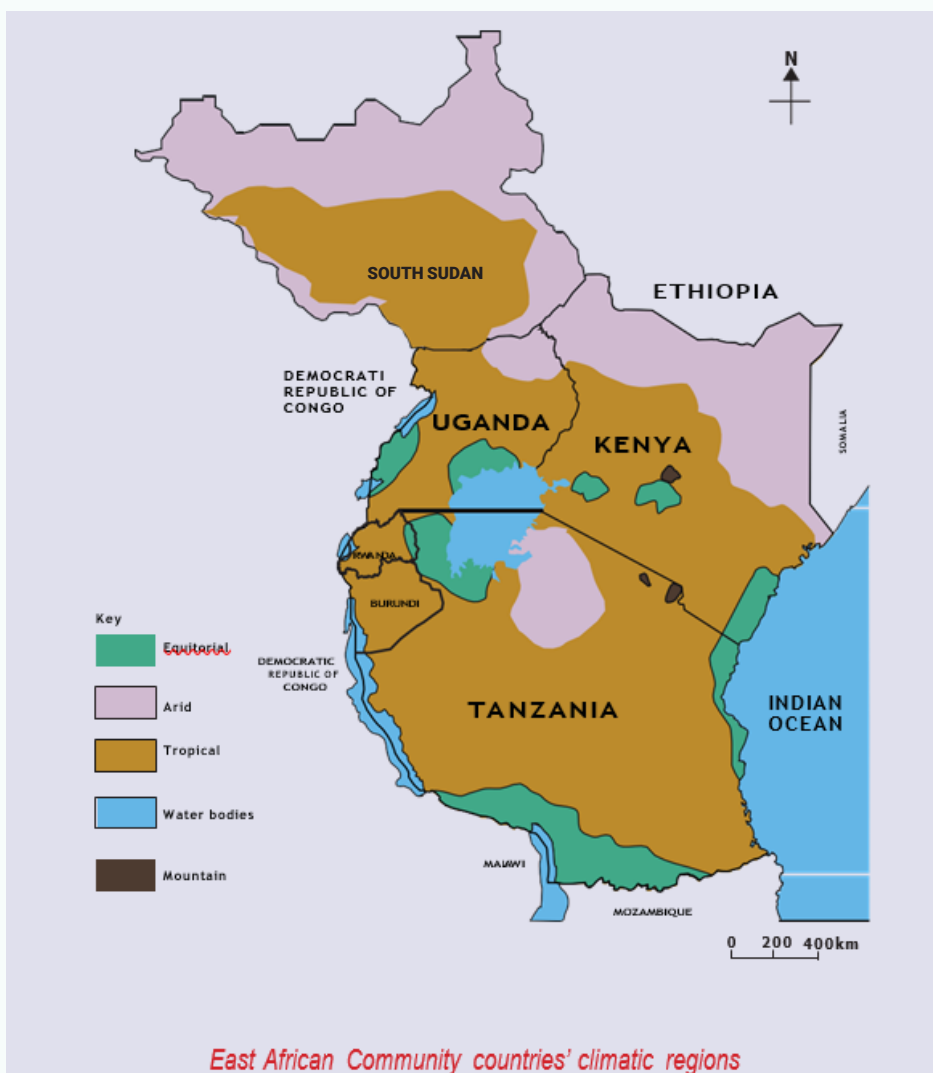 N
SOUTH SUDAN
ETHIOPIA
DEMOCRATI
REPUBLIC OF
CONGO
UGANDA
KENYA
SOMALIA
RWANDA
BURUNDI
Key
Equitorial
DEMOCRATIC
REPUBLIC OF
CONGO
Arid
TANZANIA
INDIAN
OCEAN
Tropical
Water bodies
MALAWI
Mountain
MOZAMBIQUE
0 200 400km
East African Community countries' climatic regions